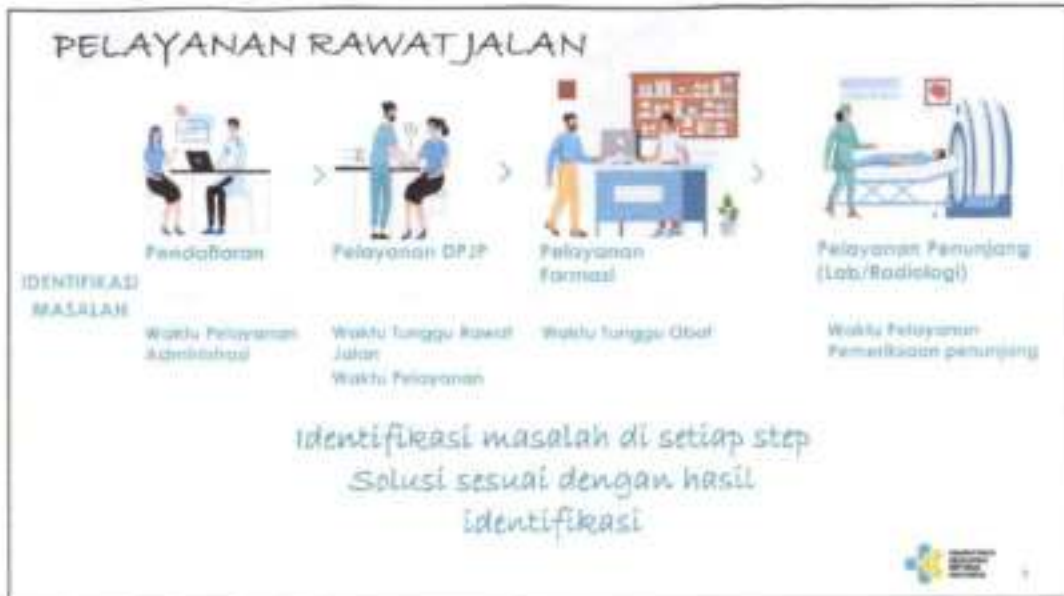 PELAYANAN RAWAT JALAN
Pendaftaran
Pelayanan DPJP
Pelayanan
Farmasi
Pelayanan Penunjang
(Lab/Radiologi)
IDENTIFIKASI
MASALAH
Waktu Pelayanan
Administrasi
Waktu Tunggu Rawat
Jalan
Waktu Pelayanan
Waktu Tunggu Obat
Waktu Pelayanan
Pemeriksaan penunjang
Identifikasi masalah di setiap step
Solusi sesuai dengan hasil
identifikasi